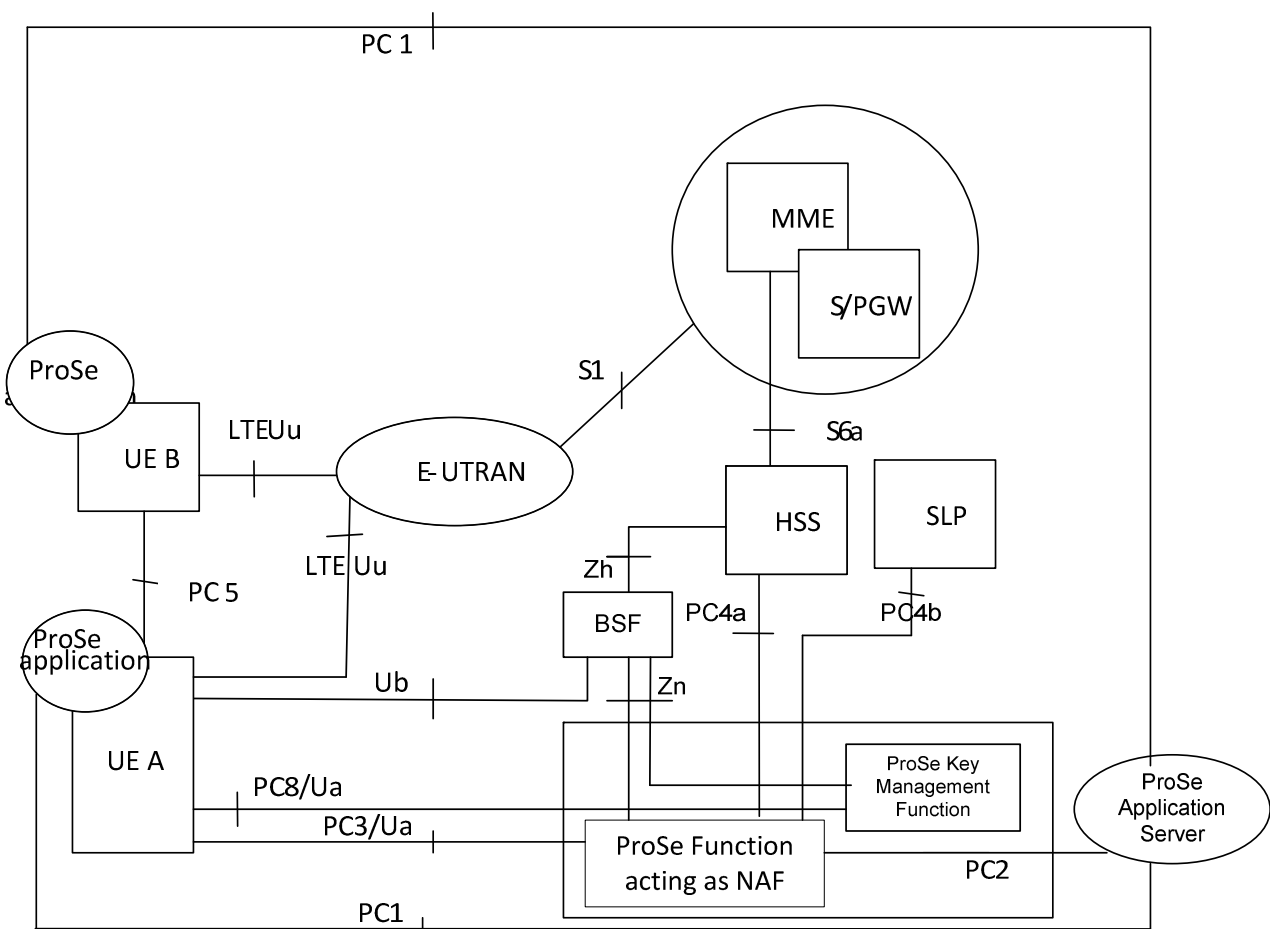 PC 1
MME
S/PGW
S1
ProSe
LTEUu
E-UTRAN
S6a
UE B
HSS
SLP
LTE Uu
Zh
PC 5
PC4a
PC4b
BSF
ProSe
application
Ub
Zn
UE A
ProSe Key
Management
Function
PC8/Ua
PC3/Ua
ProSe
Application
Server
ProSe Function
acting as NAF
PC2
PC1